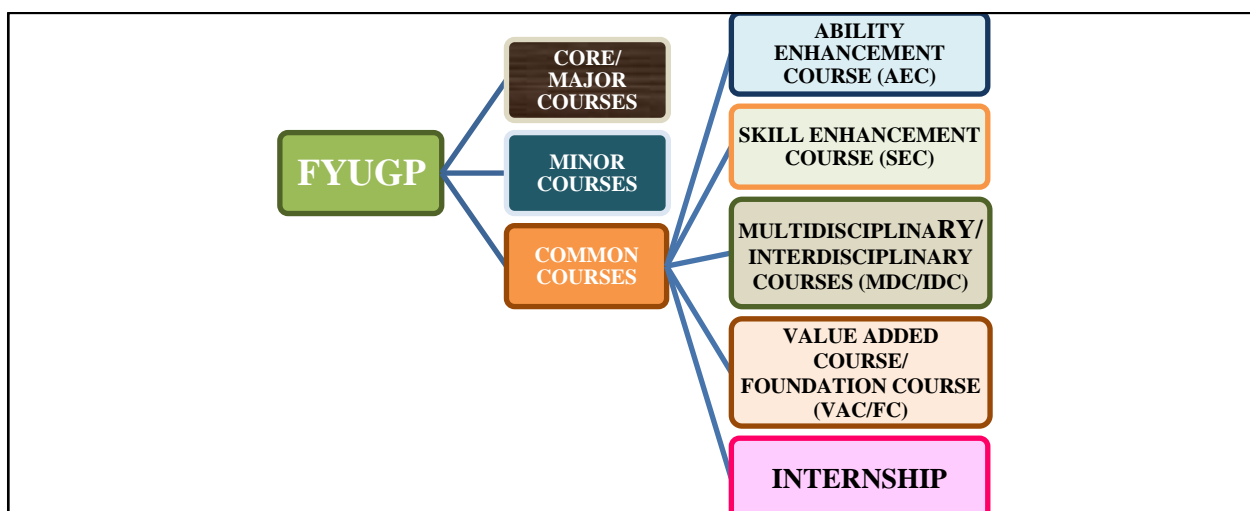 FYUGP
CORE/
MAJOR
COURSES
MINOR
COURSES
COMMON
COURSES
ABILITY
ENHANCEMENT
COURSE (AEC)
SKILL ENHANCEMENT
COURSE (SEC)
MULTIDISCIPLINARY/
INTERDISCIPLINARY
COURSES (MDC/IDC)
VALUE ADDED
COURSE/
FOUNDATION COURSE
(VAC/FC)
INTERNSHIP